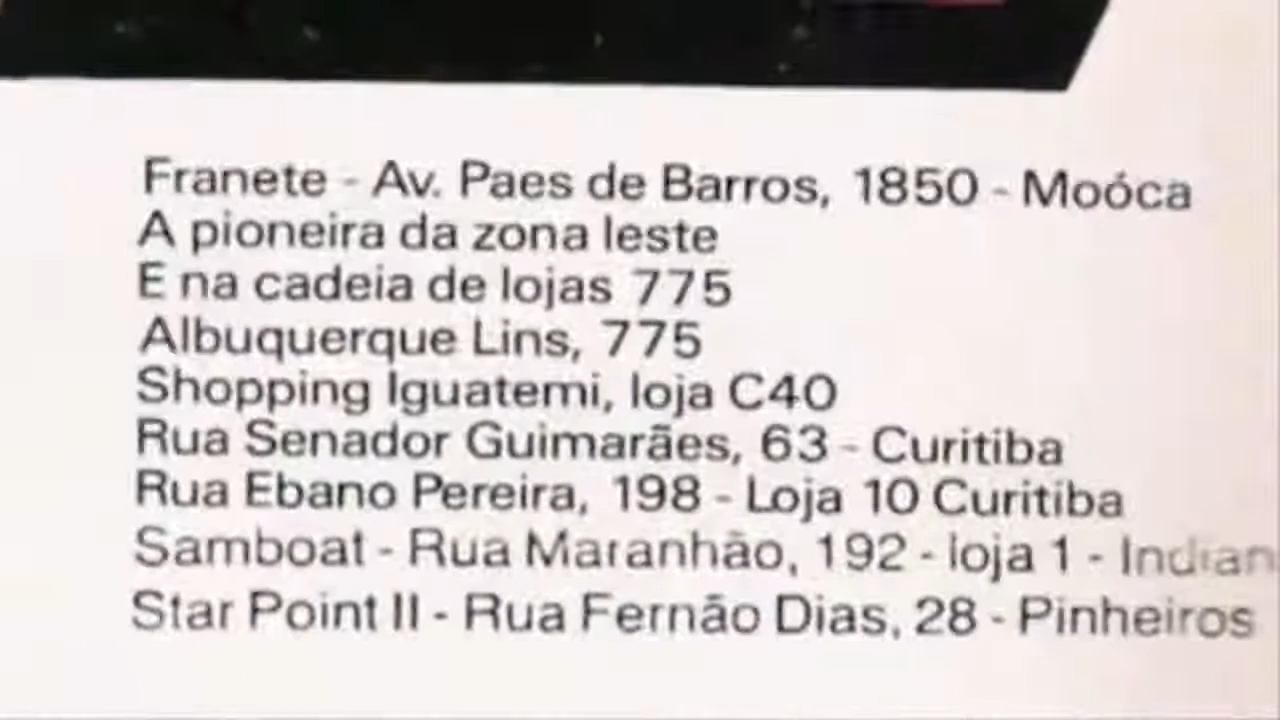 Franete - Av. Paes de Barros, 1850 - Moóca
A pioneira da zona leste
E na cadeia de lojas 775
Albuquerque Lins, 775
Shopping Iguatemi, loja C40
Rua Senador Guimarães, 63 - Curitiba
Rua Ebano Pereira, 198 - Loja 10 Curitiba
Samboat - Rua Maranhão, 192 - loja 1 - Indian
Star Point II - Rua Fernão Dias, 28 - Pinheiros